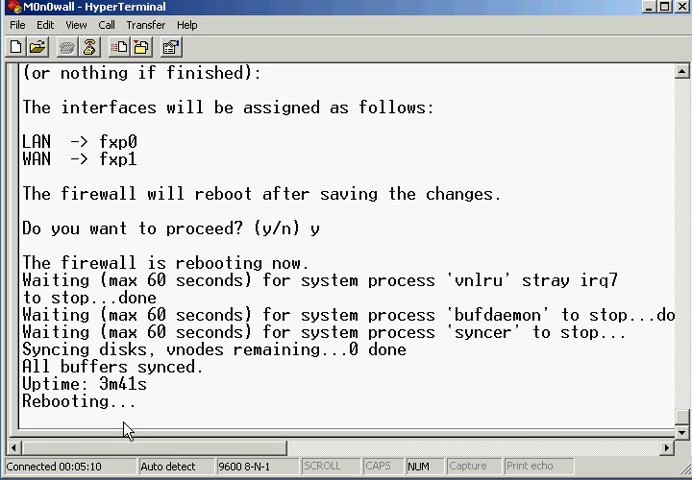 M0n0wall - HyperTerminal
File Edit View Call Transfer Help
(or nothing if finished):
The interfaces will be assigned as follows:
LAN -> fxp0
WAN -> fxp1
The firewall will reboot after saving the changes.
Do you want to proceed? (y/n) y
The firewall is rebooting now.
Waiting (max 60 seconds) for system process `vnlru' stray irq7
to stop...done
Waiting (max 60 seconds) for system process `bufdaemon' to stop...do
Waiting (max 60 seconds) for system process `syncer' to stop...
Syncing disks, vnodes remaining...0 done
All buffers synced.
Uptime: 3m41s
Rebooting...
Connected 00:05:10 Auto detect 9600 8-N-1 SCROLL CAPS NUM Capture Print echo